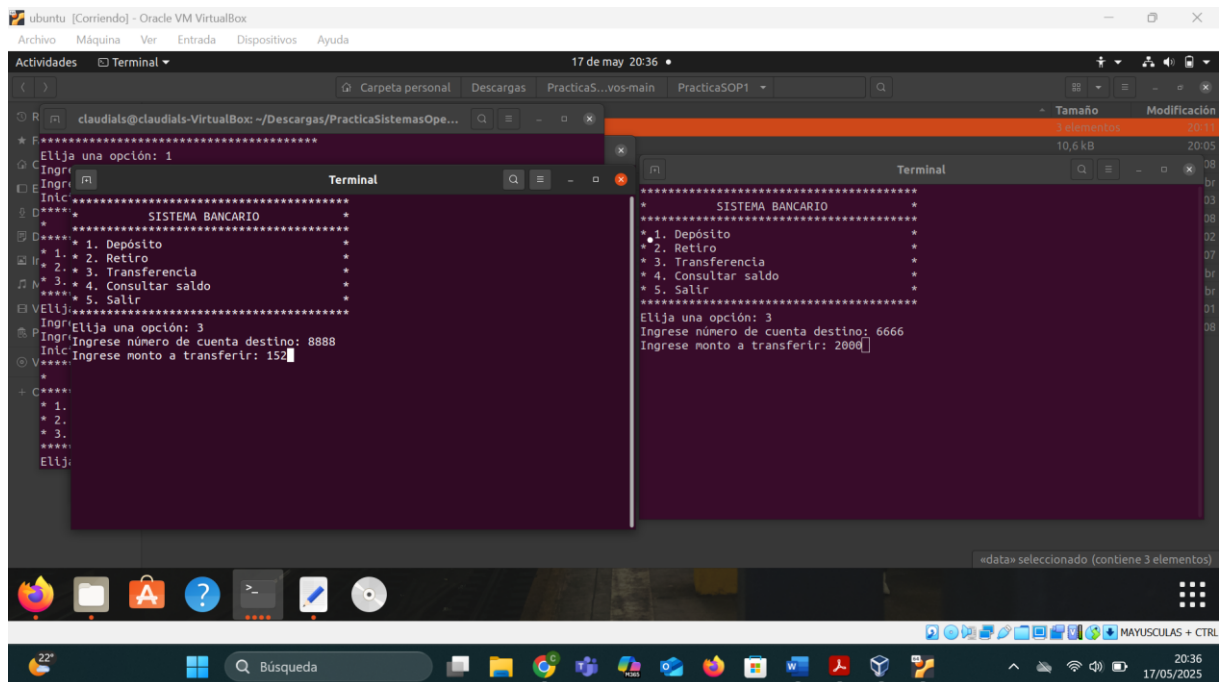 ubuntu [Corriendo] - Oracle VM VirtualBox
Archivo Máquina Ver Entrada Dispositivos Ayuda
Actividades Terminal 17 de may 20:36
Carpeta personal Descargas PracticaS...vos-main PracticaSOP1
Tamaño Modificación
3 elementos 20:11
10,6 kB 20:05
claudials@claudials-VirtualBox: ~/Descargas/PracticaSistemasOpe...
****************************************
Elija una opción: 1
Terminal
****************************************
* SISTEMA BANCARIO *
****************************************
* 1. Depósito *
* 2. Retiro *
* 3. Transferencia *
* 4. Consultar saldo *
* 5. Salir *
****************************************
Elija una opción: 3
Ingrese número de cuenta destino: 8888
Ingrese monto a transferir: 152
* 1.
* 2.
* 3.
Terminal
****************************************
* SISTEMA BANCARIO *
****************************************
* 1. Depósito *
* 2. Retiro *
* 3. Transferencia *
* 4. Consultar saldo *
* 5. Salir *
****************************************
Elija una opción: 3
Ingrese número de cuenta destino: 6666
Ingrese monto a transferir: 2000
«data» seleccionado (contiene 3 elementos)
MAYUSCULAS + CTRL
22°
Búsqueda
20:36
17/05/2025